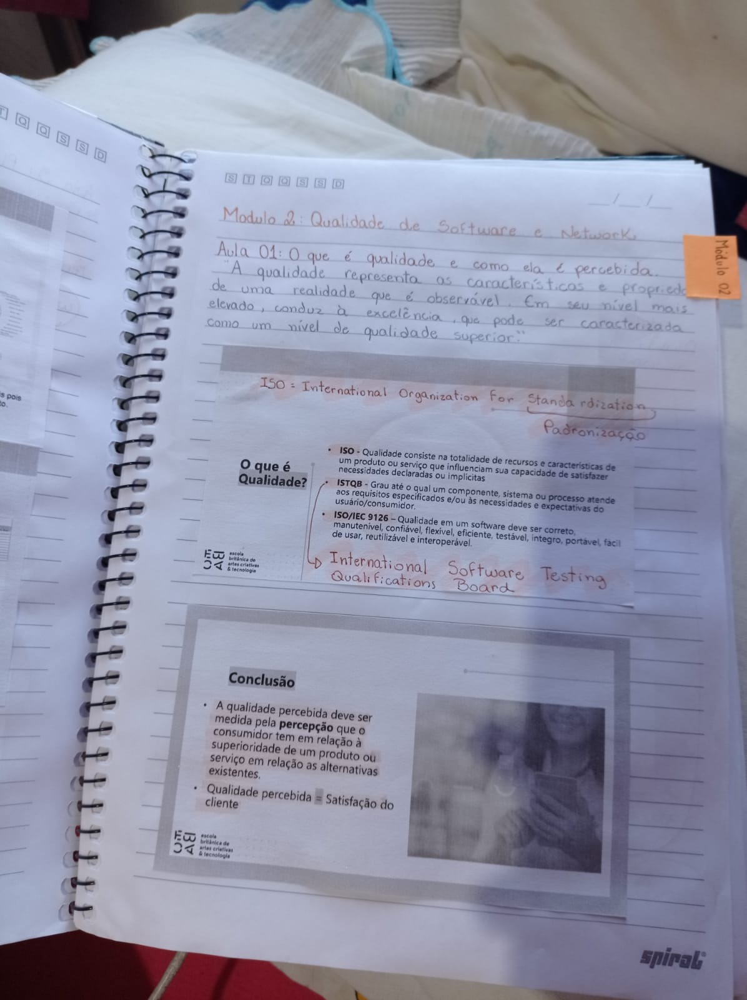 T Q Q S S D
s pois
to.
S T Q Q S S D
__/__/__
Modulo 2: Qualidade de Software e Network.
Aula 01: O que é qualidade e como ela é percebida.
"A qualidade representa as características e propried
de uma realidade que é observável. Em seu nível mais
elevado, conduz à excelência, que pode ser caracterizada
como um nível de qualidade superior."
Módulo 02
ISO = International Organization For Standardization
Padronização
O que é
Qualidade?
• ISO - Qualidade consiste na totalidade de recursos e características de
um produto ou serviço que influenciam sua capacidade de satisfazer
necessidades declaradas ou implicitas
• ISTQB - Grau até o qual um componente, sistema ou processo atende
aos requisitos especificados e/ou às necessidades e expectativas do
usuário/consumidor.
• ISO/IEC 9126 – Qualidade em um software deve ser correto,
manutenível, confiável, flexível, eficiente, testável, integro, portável, fácil
de usar, reutilizável e interoperável.
International Software Testing
Qualifications Board
EBAC
escola
britânica de
artes criativas
& tecnologia
Conclusão
• A qualidade percebida deve ser
medida pela percepção que o
consumidor tem em relação à
superioridade de um produto ou
serviço em relação as alternativas
existentes.
• Qualidade percebida = Satisfação do
cliente
EBAC
escola
britânica de
artes criativas
& tecnologia
spiral